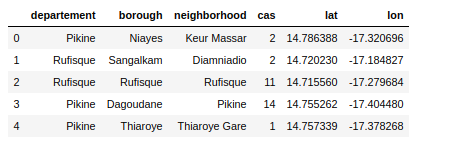 departement borough neighborhood cas lat lon
0 Pikine Niayes Keur Massar 2 14.786388 -17.320696
1 Rufisque Sangalkam Diamniadio 2 14.720230 -17.184827
2 Rufisque Rufisque Rufisque 11 14.715560 -17.279684
3 Pikine Dagoudane Pikine 14 14.755262 -17.404480
4 Pikine Thiaroye Thiaroye Gare 1 14.757339 -17.378268